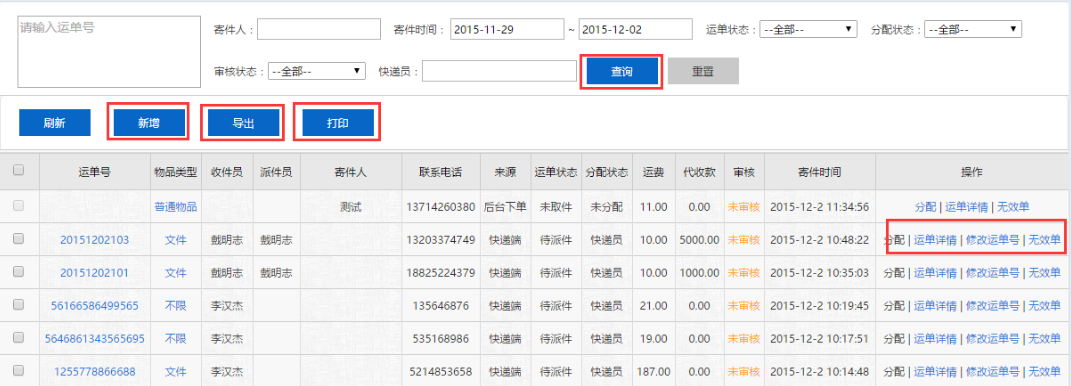 请输入运单号
寄件人： 寄件时间： 2015-11-29 ~ 2015-12-02 运单状态： --全部-- 分配状态： --全部--
审核状态： --全部-- 快递员： 查询 重置
刷新 新增 导出 打印
运单号 物品类型 收件员 派件员 寄件人 联系电话 来源 运单状态 分配状态 运费 代收款 审核 寄件时间 操作
普通物品 测试 13714260380 后台下单 未取件 未分配 11.00 0.00 未审核 2015-12-2 11:34:56 分配 | 运单详情 | 无效单
20151202103 文件 戴明志 戴明志 13203374749 快递端 待派件 快递员 10.00 5000.00 未审核 2015-12-2 10:48:22 分配 | 运单详情 | 修改运单号 | 无效单
20151202101 文件 戴明志 戴明志 18825224379 快递端 待派件 快递员 10.00 1000.00 未审核 2015-12-2 10:35:03 分配 | 运单详情 | 修改运单号 | 无效单
56166586499565 不限 李汉杰 135646876 快递端 待派件 快递员 21.00 0.00 未审核 2015-12-2 10:19:45 分配 | 运单详情 | 修改运单号 | 无效单
5646861343565695 不限 李汉杰 535168986 快递端 待派件 快递员 19.00 0.00 未审核 2015-12-2 10:17:51 分配 | 运单详情 | 修改运单号 | 无效单
1255778866688 文件 李汉杰 5214853658 快递端 待派件 快递员 187.00 0.00 未审核 2015-12-2 10:14:48 分配 | 运单详情 | 修改运单号 | 无效单